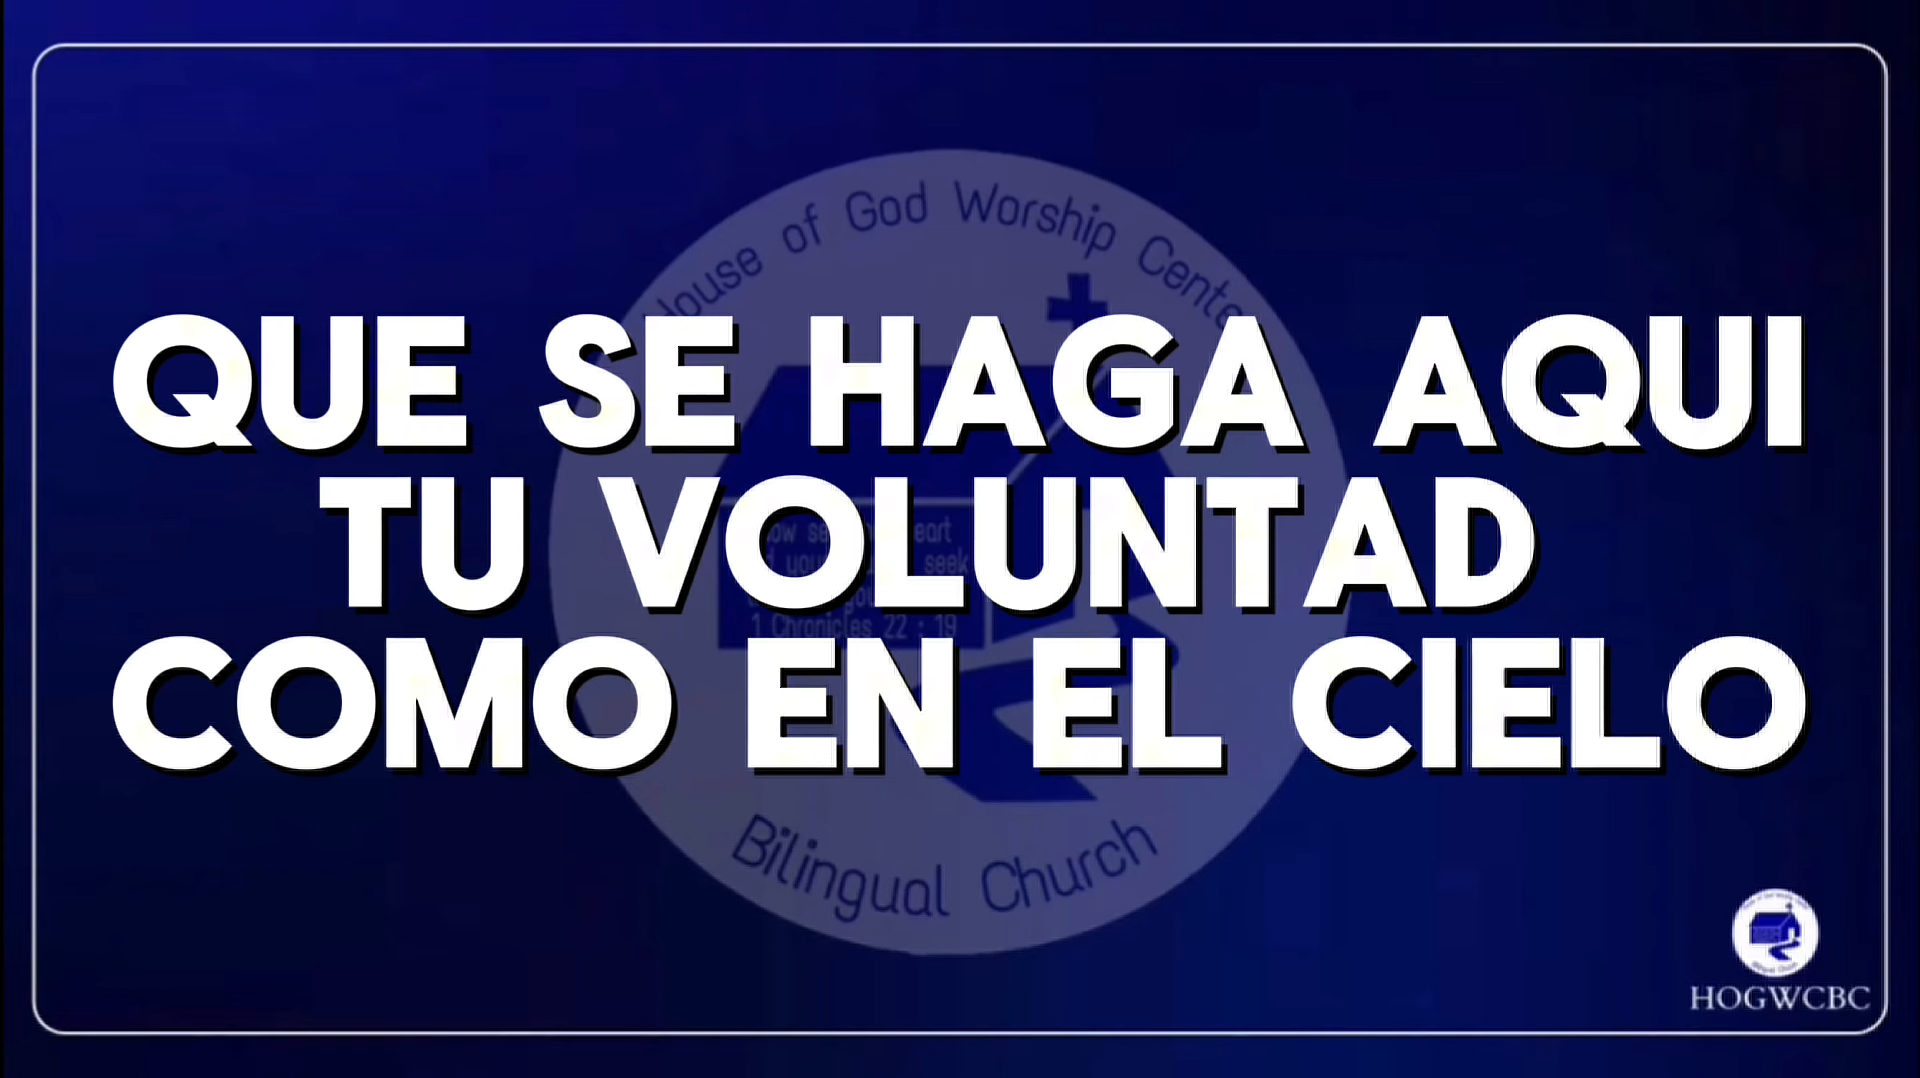 House of God Worship Center
QUE SE HAGA AQUI
TU VOLUNTAD
COMO EN EL CIELO
seek
1 Chronicles 22 : 19
Bilingual Church
HOGWCBC